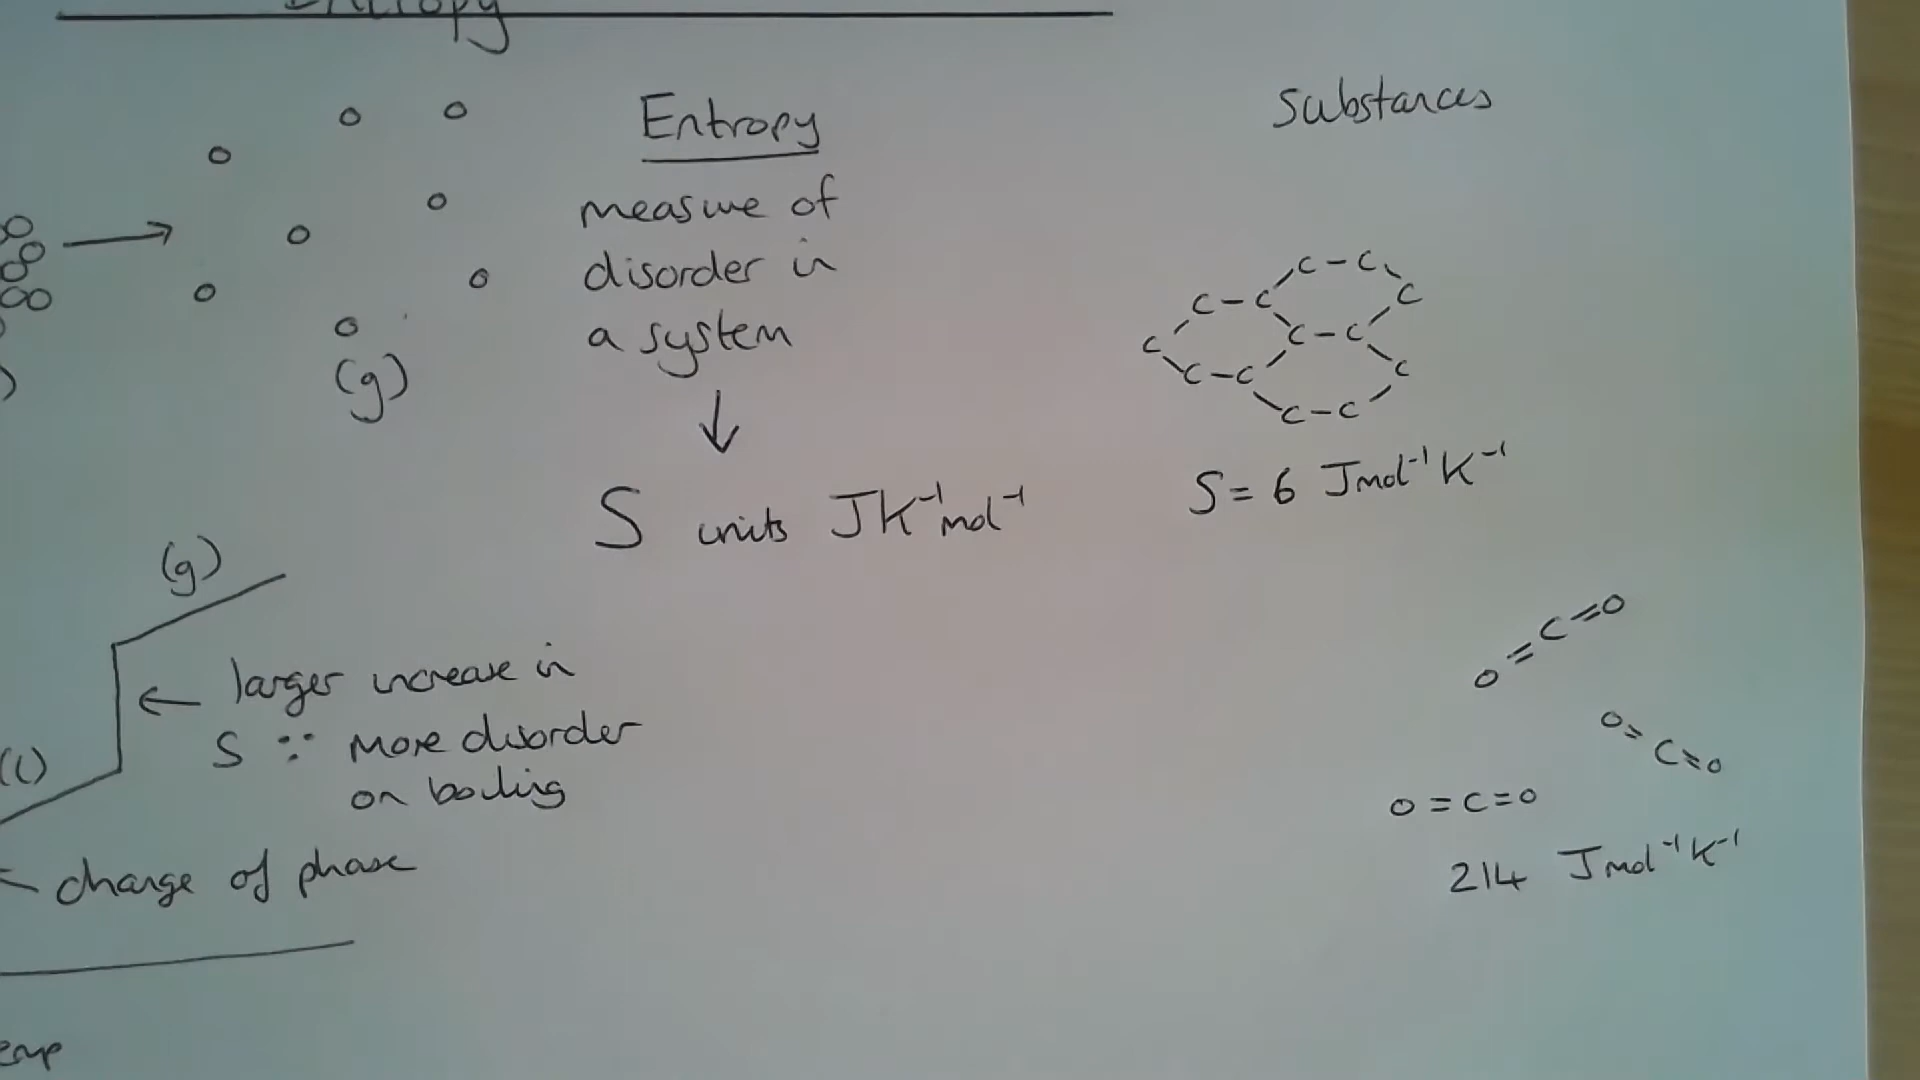 Entropy
Entropy
measure of
disorder in
a system
(g)
S units JK⁻¹mol⁻¹
Substances
C-C
C-C C
C C-C
C-C C
C-C
S = 6 Jmol⁻¹K⁻¹
O=C=O
O=C=O
O=C=O
214 Jmol⁻¹K⁻¹
(g)
← larger increase in
S ∵ More disorder
on boiling
(l)
← change of phase